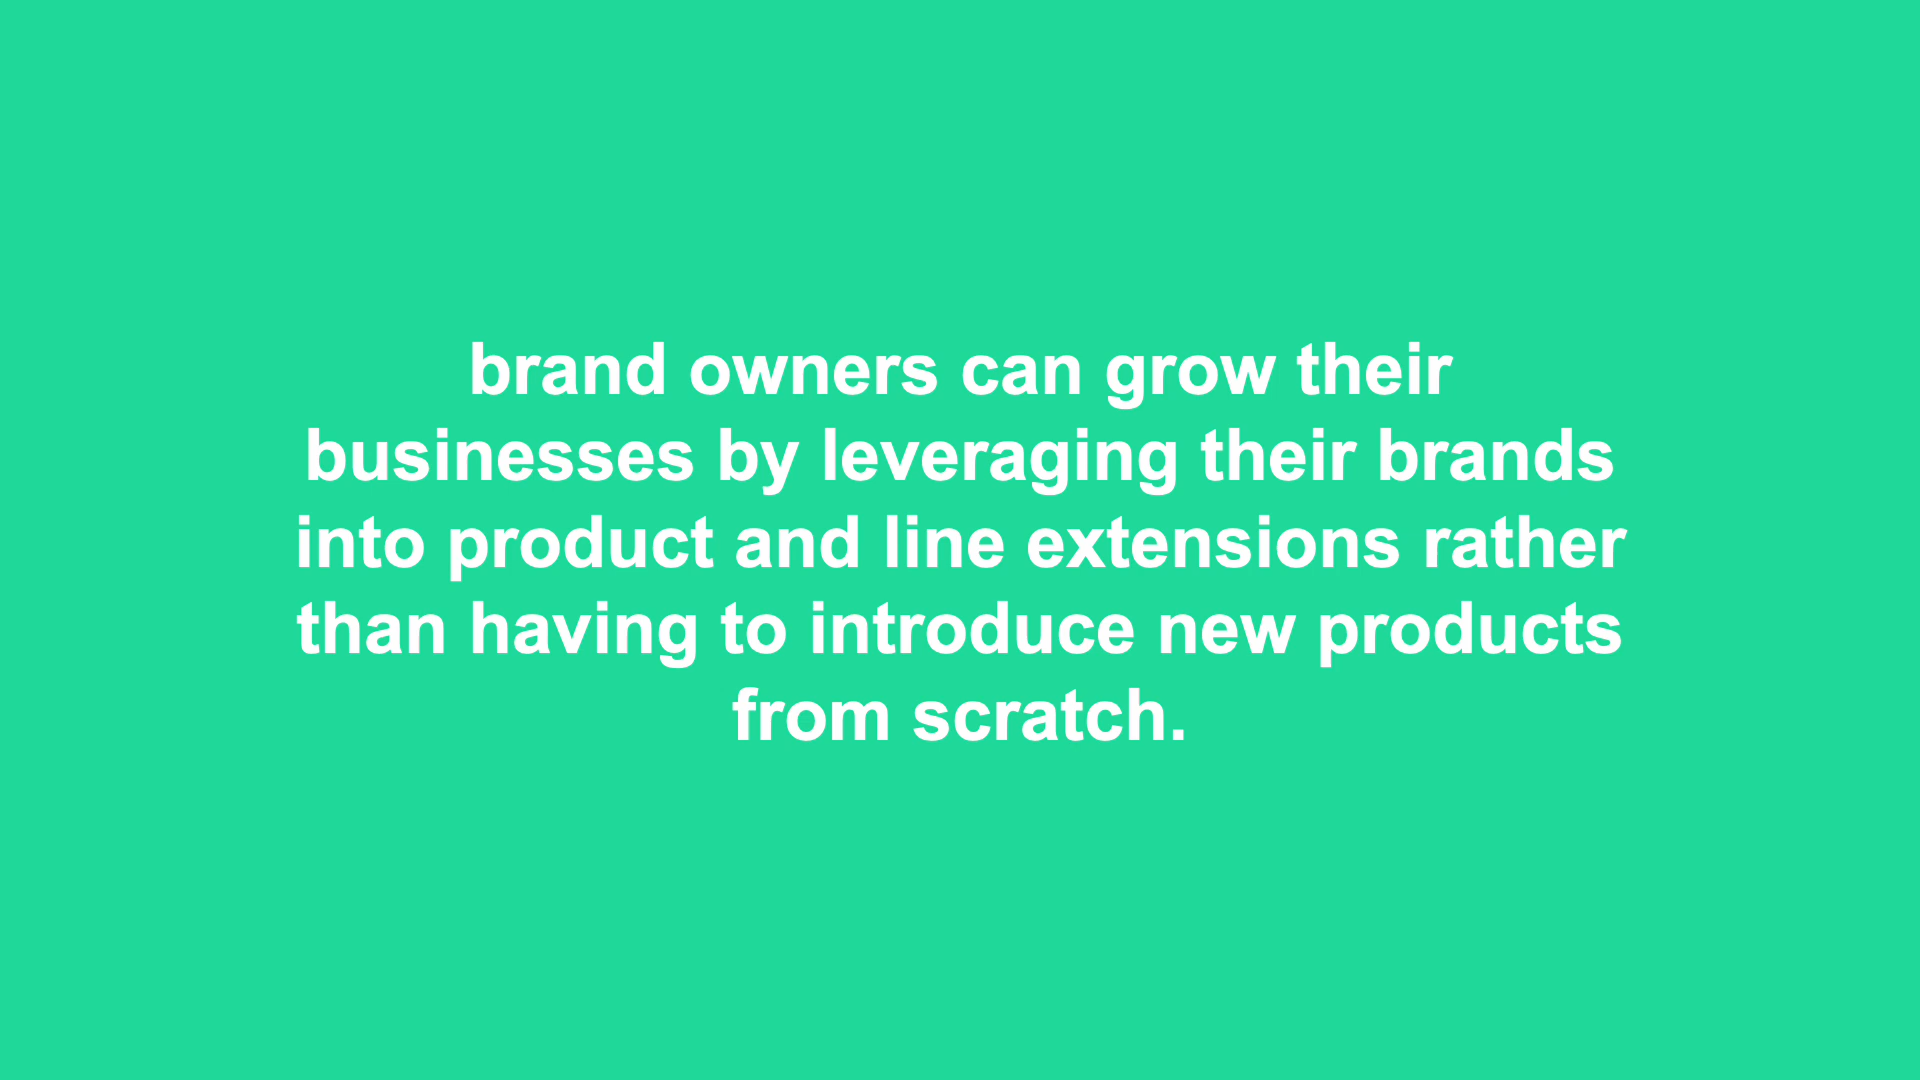 brand owners can grow their
businesses by leveraging their brands
into product and line extensions rather
than having to introduce new products
from scratch.